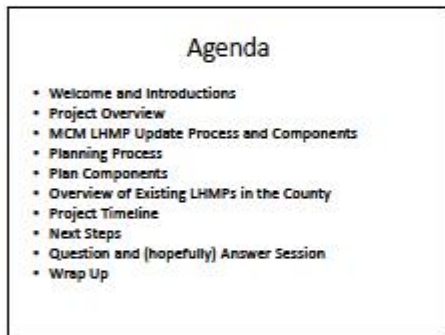 Agenda
• Welcome and Introductions
• Project Overview
• MCM LHMP Update Process and Components
• Planning Process
• Plan Components
• Overview of Existing LHMPs in the County
• Project Timeline
• Next Steps
• Question and (hopefully) Answer Session
• Wrap Up